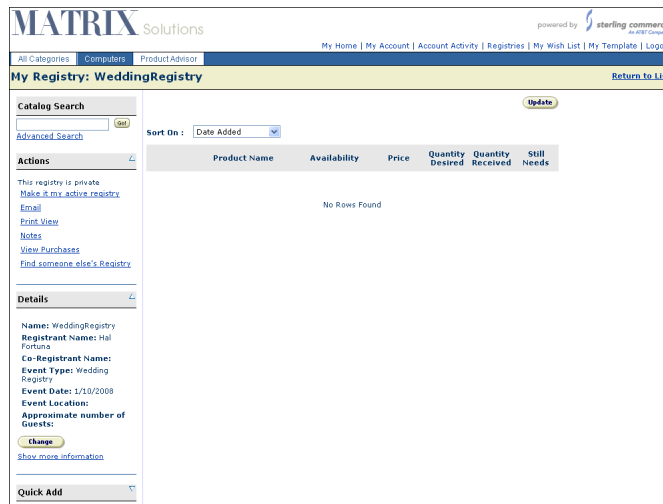 MATRIX Solutions
powered by sterling commerc
An AT&T Compa
My Home | My Account | Account Activity | Registries | My Wish List | My Template | Logo
All Categories Computers Product Advisor
My Registry: WeddingRegistry Return to Lis
Catalog Search
Go!
Advanced Search
Update
Sort On : Date Added
Product Name Availability Price Quantity Desired Quantity Received Still Needs
No Rows Found
Actions
This registry is private
Make it my active registry
Email
Print View
Notes
View Purchases
Find someone else's Registry
Details
Name: WeddingRegistry
Registrant Name: Hal
Fortuna
Co-Registrant Name:
Event Type: Wedding
Registry
Event Date: 1/10/2008
Event Location:
Approximate number of
Guests:
Change
Show more information
Quick Add